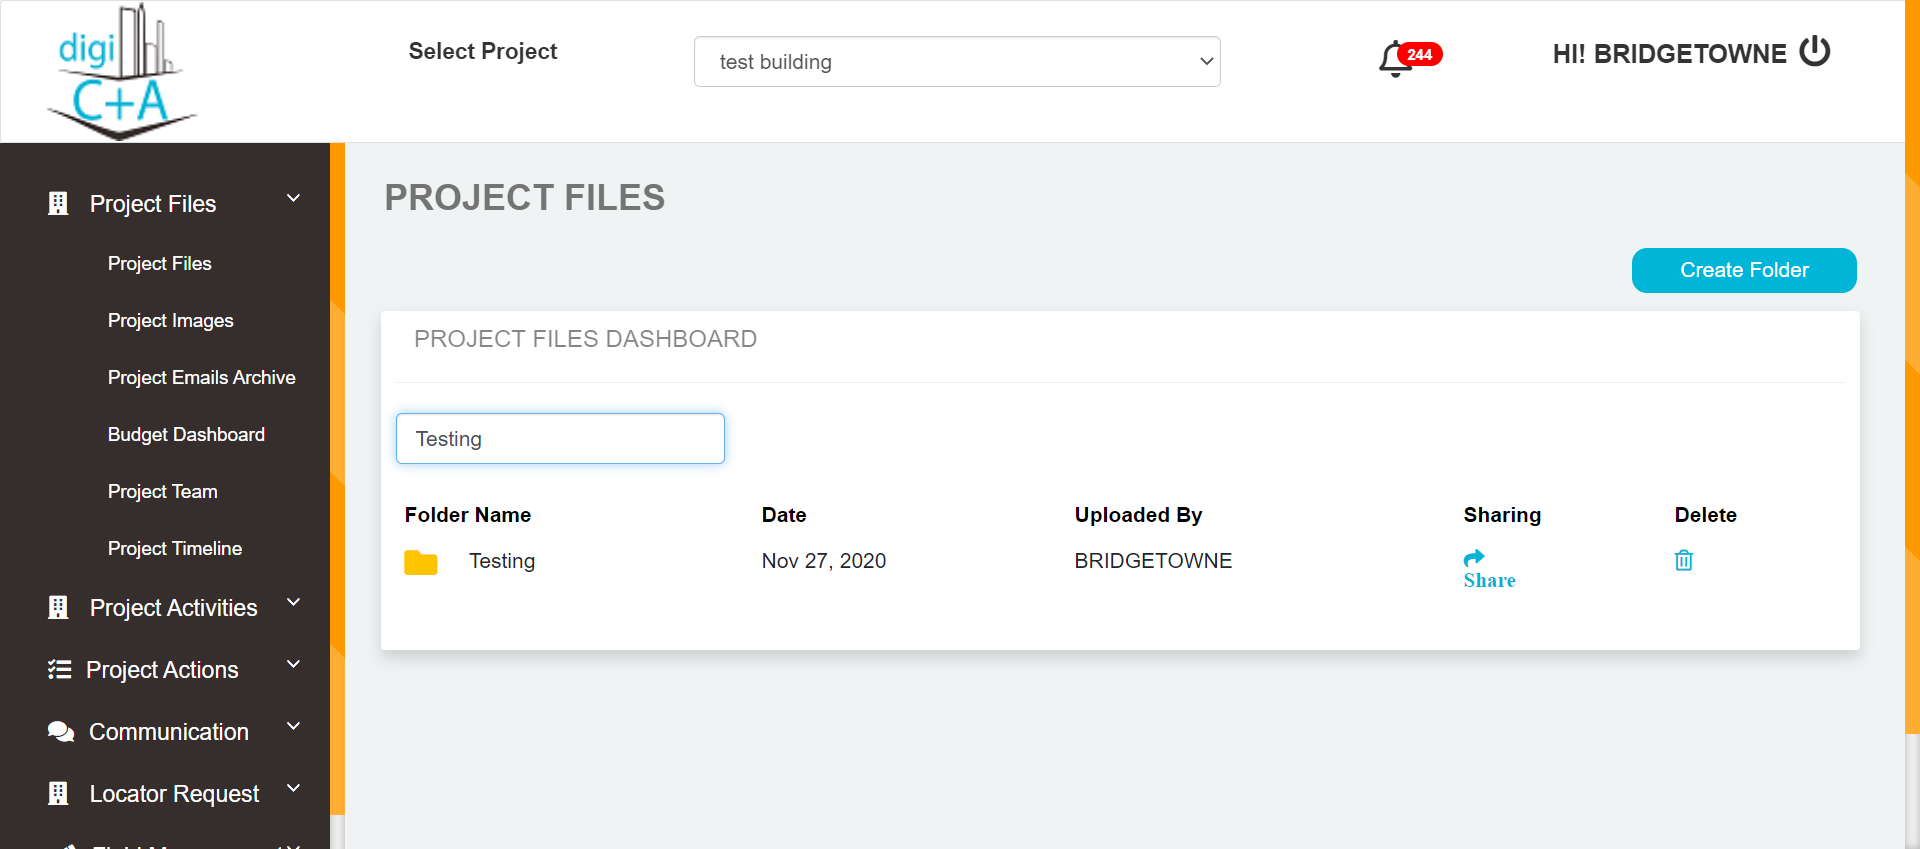 digi
C+A
Select Project
test building
244
HI! BRIDGETOWNE
Project Files
Project Files
Project Images
Project Emails Archive
Budget Dashboard
Project Team
Project Timeline
Project Activities
Project Actions
Communication
Locator Request
PROJECT FILES
Create Folder
PROJECT FILES DASHBOARD
Testing
Folder Name Date Uploaded By Sharing Delete
Testing Nov 27, 2020 BRIDGETOWNE Share